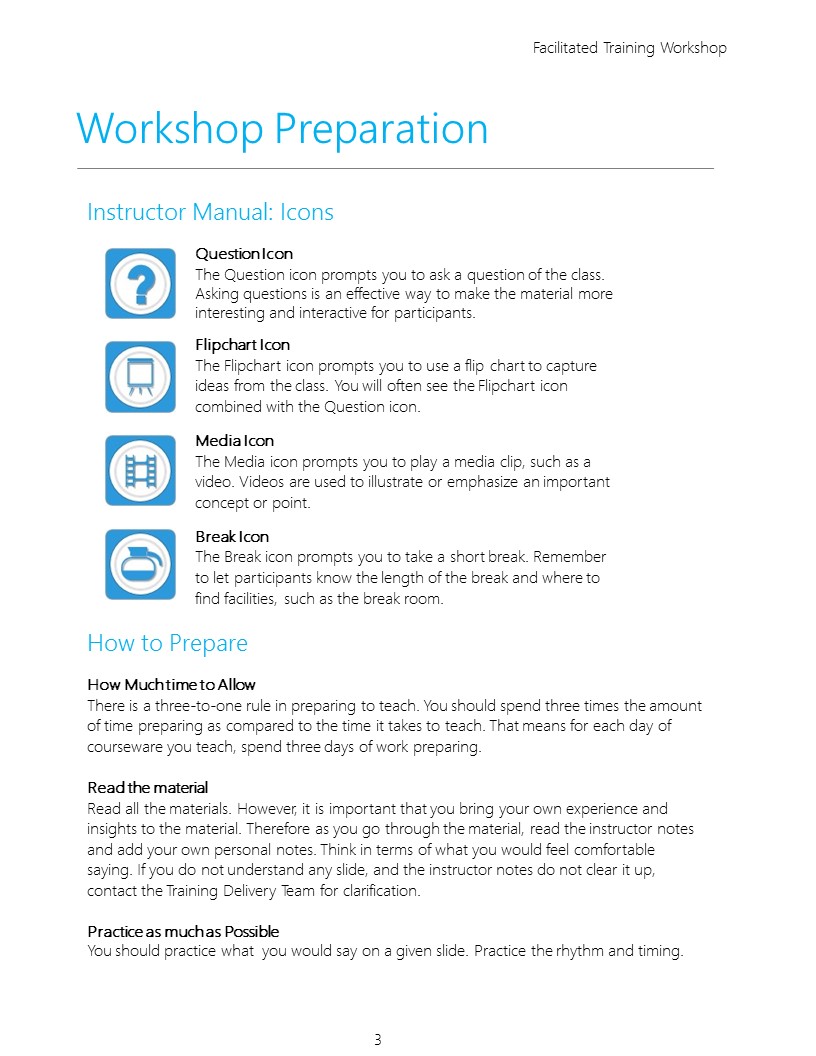 Facilitated Training Workshop
Workshop Preparation
Instructor Manual: Icons
Question Icon
The Question icon prompts you to ask a question of the class.
Asking questions is an effective way to make the material more
interesting and interactive for participants.
Flipchart Icon
The Flipchart icon prompts you to use a flip chart to capture
ideas from the class. You will often see the Flipchart icon
combined with the Question icon.
Media Icon
The Media icon prompts you to play a media clip, such as a
video. Videos are used to illustrate or emphasize an important
concept or point.
Break Icon
The Break icon prompts you to take a short break. Remember
to let participants know the length of the break and where to
find facilities, such as the break room.
How to Prepare
How Much time to Allow
There is a three-to-one rule in preparing to teach. You should spend three times the amount
of time preparing as compared to the time it takes to teach. That means for each day of
courseware you teach, spend three days of work preparing.
Read the material
Read all the materials. However, it is important that you bring your own experience and
insights to the material. Therefore as you go through the material, read the instructor notes
and add your own personal notes. Think in terms of what you would feel comfortable
saying. If you do not understand any slide, and the instructor notes do not clear it up,
contact the Training Delivery Team for clarification.
Practice as much as Possible
You should practice what you would say on a given slide. Practice the rhythm and timing.
3